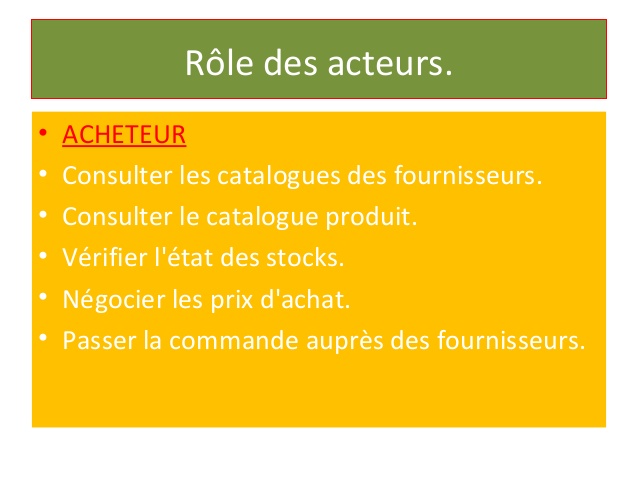 Rôle des acteurs.
• ACHETEUR
• Consulter les catalogues des fournisseurs.
• Consulter le catalogue produit.
• Vérifier l'état des stocks.
• Négocier les prix d'achat.
• Passer la commande auprès des fournisseurs.